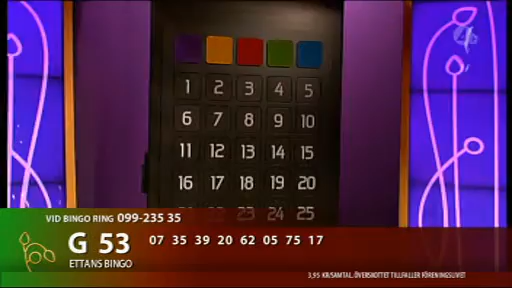 4
1 2 3 4 5
6 7 8 9 10
11 12 13 14 15
16 17 18 19 20
23 24 25
VID BINGO RING 099-235 35
G 53 07 35 39 20 62 05 75 17
ETTANS BINGO
3,95 KR/SAMTAL. ÖVERSKOTTET TILLFALLER FÖRENINGSLIVET